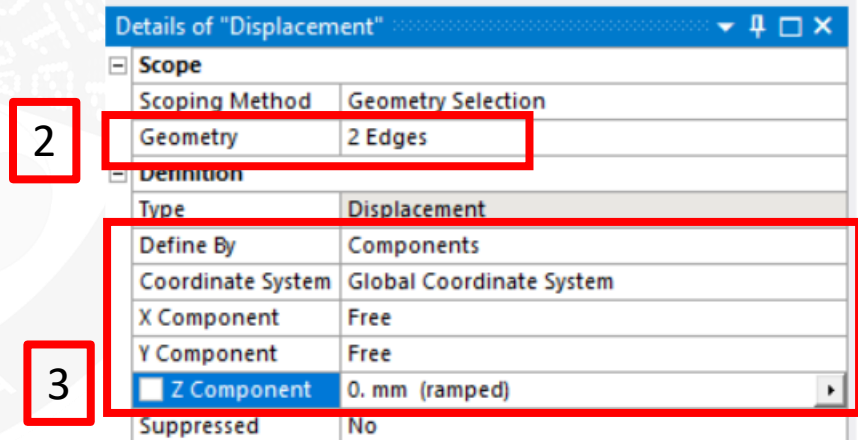 Details of "Displacement"
Scope
Scoping Method Geometry Selection
2 Geometry 2 Edges
Definition
Type Displacement
Define By Components
Coordinate System Global Coordinate System
X Component Free
Y Component Free
3 Z Component 0. mm (ramped)
Suppressed No